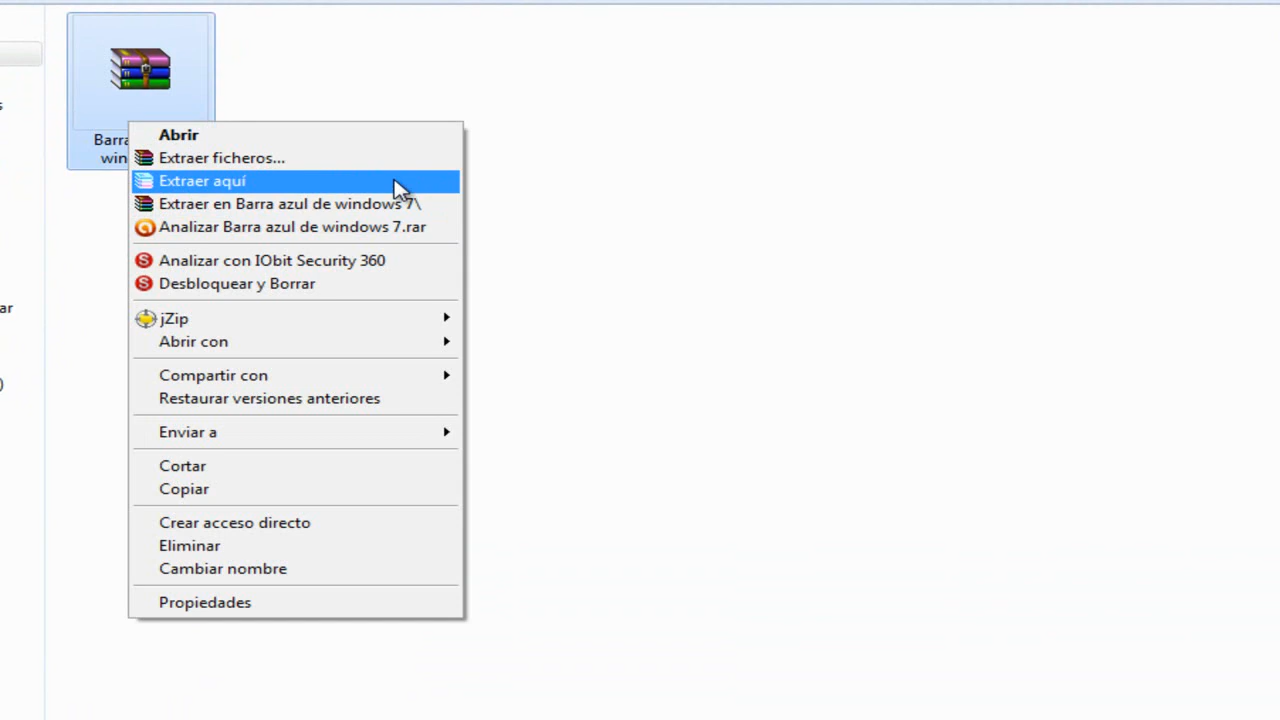 s
ar
)
Barra
win
Abrir
Extraer ficheros...
Extraer aquí
Extraer en Barra azul de windows 7\
Analizar Barra azul de windows 7.rar
Analizar con IObit Security 360
Desbloquear y Borrar
jZip
Abrir con
Compartir con
Restaurar versiones anteriores
Enviar a
Cortar
Copiar
Crear acceso directo
Eliminar
Cambiar nombre
Propiedades